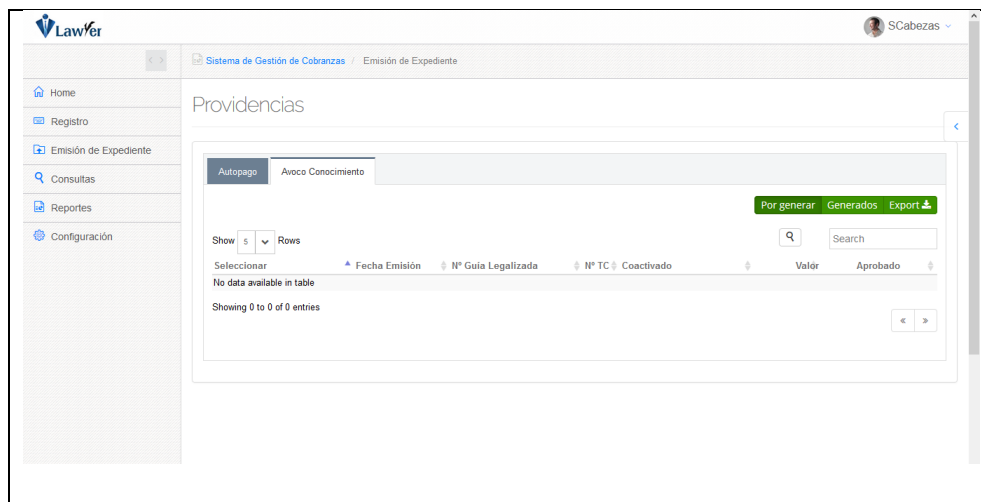 Lawyer
SCabezas
Sistema de Gestión de Cobranzas / Emisión de Expediente
Home
Registro
Emisión de Expediente
Consultas
Reportes
Configuración
Providencias
Autopago Avoco Conocimiento
Por generar Generados Export
Show 5 Rows Search
Seleccionar Fecha Emisión Nº Guía Legalizada Nº TC Coactivado Valor Aprobado
No data available in table
Showing 0 to 0 of 0 entries
« »